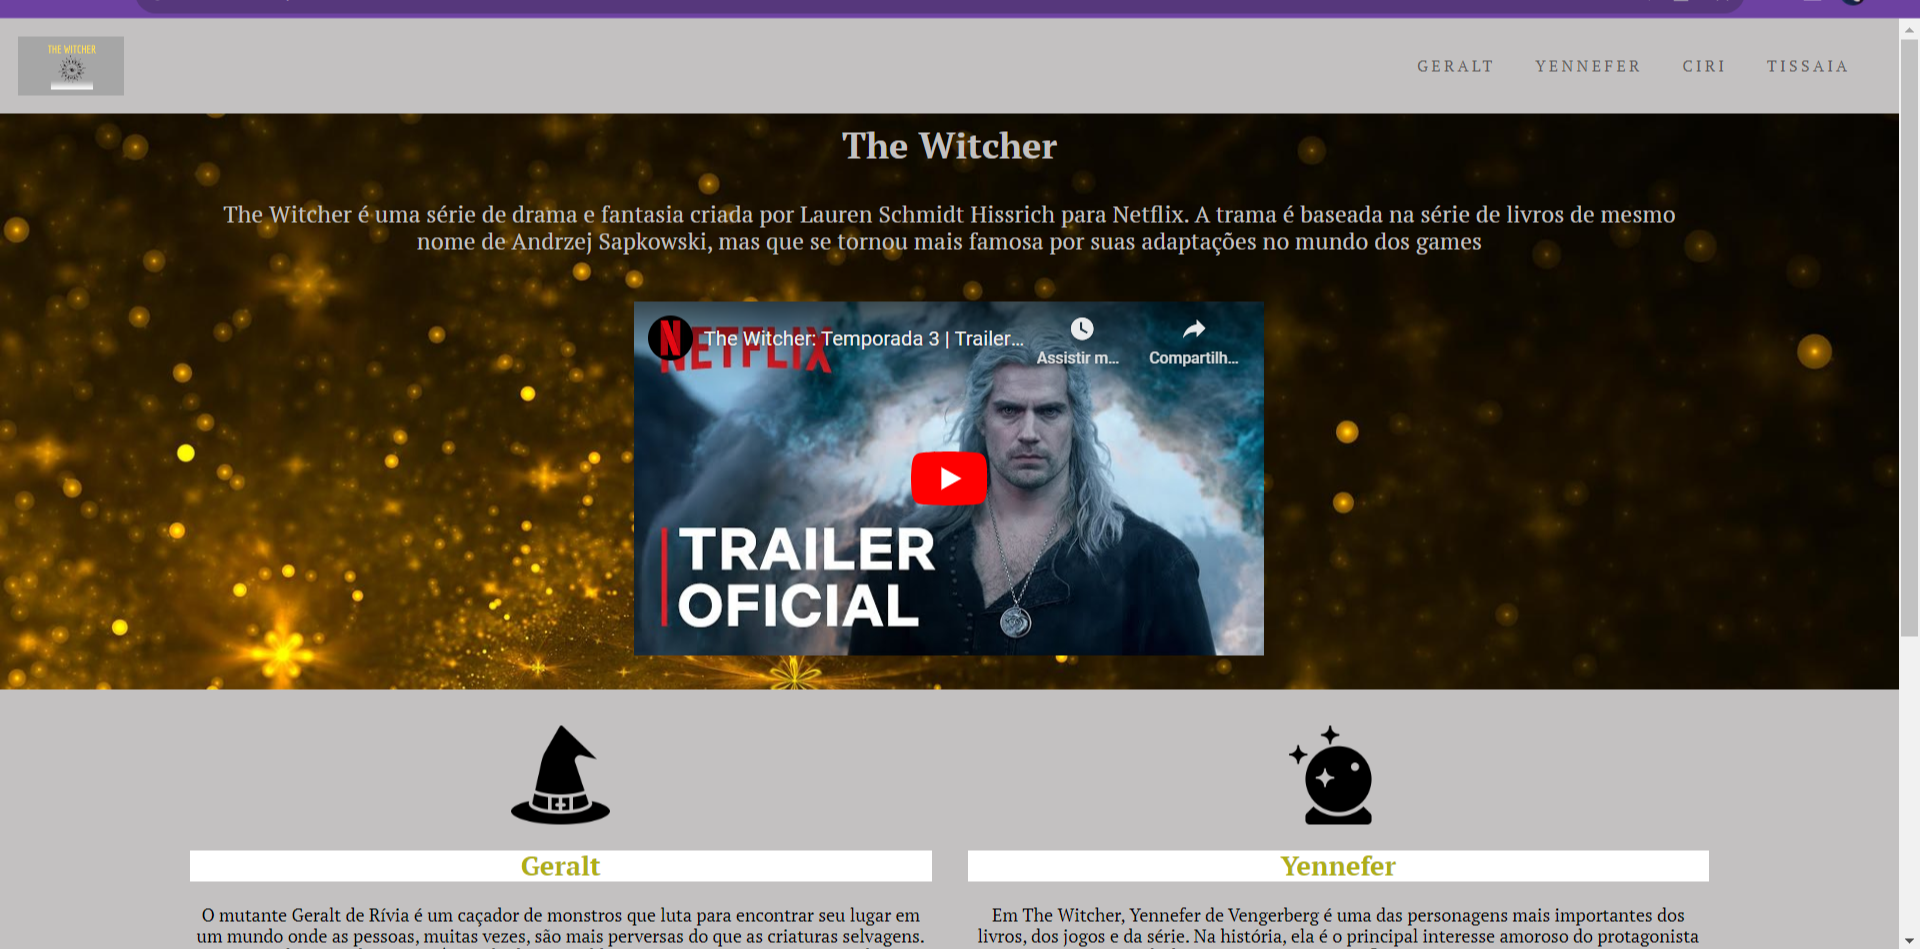 THE WITCHER
GERALT YENNEFER CIRI TISSAIA
The Witcher
The Witcher é uma série de drama e fantasia criada por Lauren Schmidt Hissrich para Netflix. A trama é baseada na série de livros de mesmo
nome de Andrzej Sapkowski, mas que se tornou mais famosa por suas adaptações no mundo dos games
NETFLIX
The Witcher: Temporada 3 | Trailer...
Assistir m...
Compartilh...
TRAILER
OFICIAL
Geralt
O mutante Geralt de Rívia é um caçador de monstros que luta para encontrar seu lugar em
um mundo onde as pessoas, muitas vezes, são mais perversas do que as criaturas selvagens.
Yennefer
Em The Witcher, Yennefer de Vengerberg é uma das personagens mais importantes dos
livros, dos jogos e da série. Na história, ela é o principal interesse amoroso do protagonista